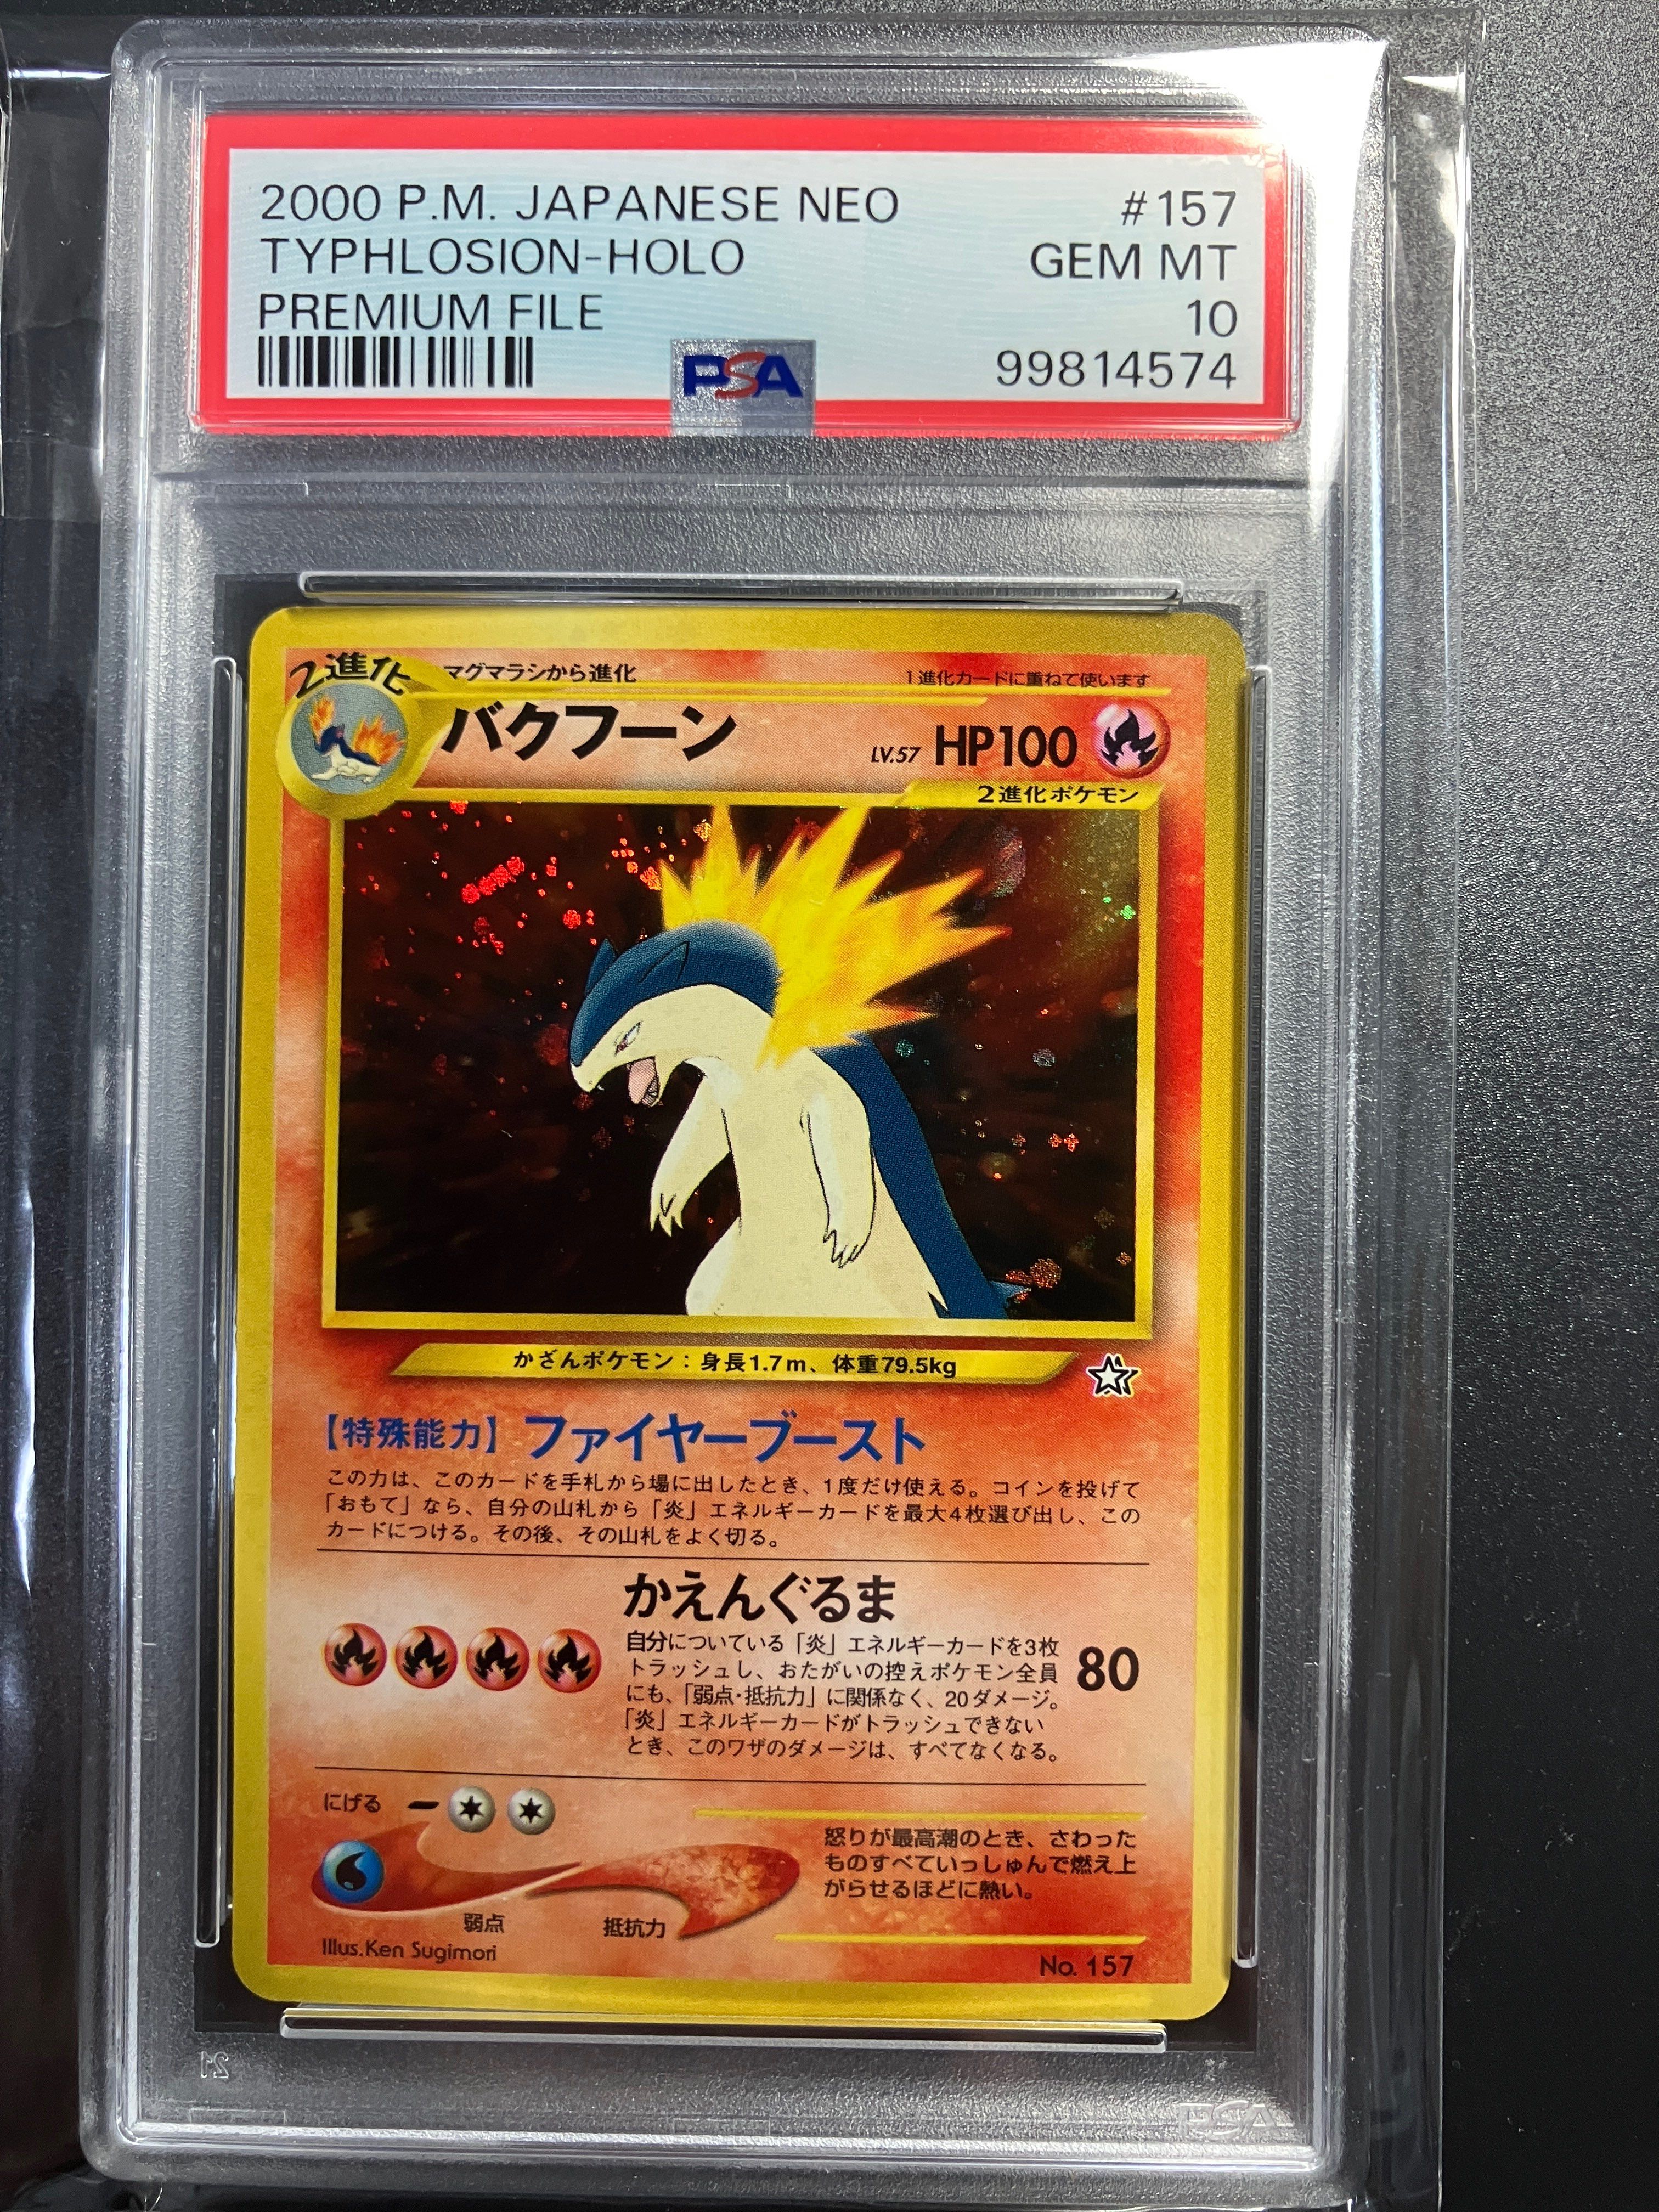 2000 P.M. JAPANESE NEO #157
TYPHLOSION-HOLO GEM MT
PREMIUM FILE 10
99814574
PSA
2進化
マグマラシから進化
1進化カードに重ねて使います
バクフーン LV.57 HP100
2進化ポケモン
かざんポケモン:身長1.7m、体重79.5kg
【特殊能力】ファイヤーブースト
この力は、このカードを手札から場に出したとき、1度だけ使える。コインを投げて
「おもて」なら、自分の山札から「炎」エネルギーカードを最大4枚選び出し、この
カードにつける。その後、その山札をよく切る。
かえんぐるま
自分についている「炎」エネルギーカードを3枚
トラッシュし、おたがいの控えポケモン全員
にも、「弱点・抵抗力」に関係なく、20ダメージ。
「炎」エネルギーカードがトラッシュできない
とき、このワザのダメージは、すべてなくなる。
80
にげる
弱点
抵抗力
怒りが最高潮のとき、さわった
ものすべていっしゅんで燃え上
がらせるほどに熱い。
Illus.Ken Sugimori
No. 157
21
PSA